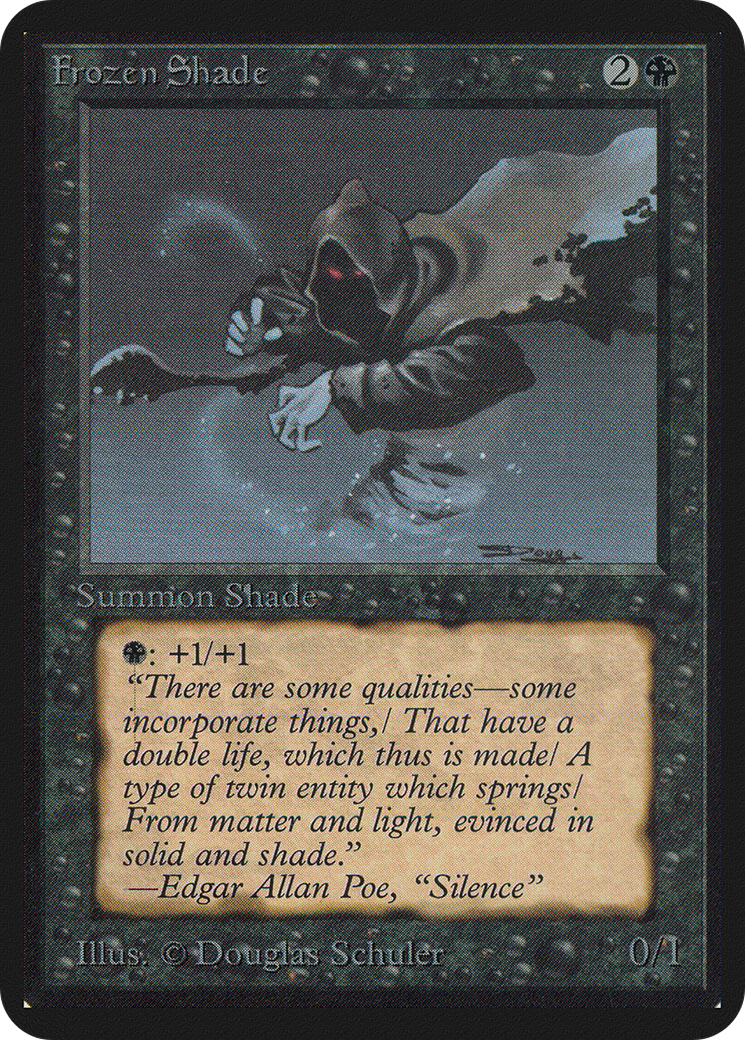 Frozen Shade 2
Doug
Summon Shade
: +1/+1
“There are some qualities—some
incorporate things,/ That have a
double life, which thus is made/ A
type of twin entity which springs/
From matter and light, evinced in
solid and shade.”
—Edgar Allan Poe, “Silence”
Illus. © Douglas Schuler 0/1